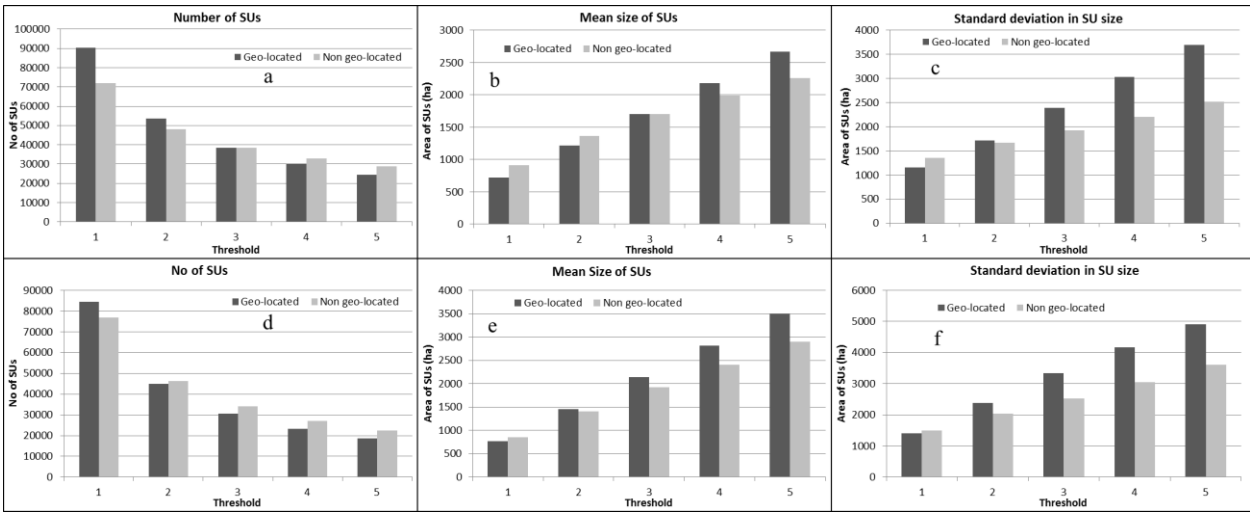 Number of SUs
Geo-located Non geo-located
a
No of SUs
100000
90000
80000
70000
60000
50000
40000
30000
20000
10000
0
1 2 3 4 5
Threshold
Mean size of SUs
Geo-located Non geo-located
b
Area of SUs (ha)
3000
2500
2000
1500
1000
500
0
1 2 3 4 5
Threshold
Standard deviation in SU size
Geo-located Non geo-located
c
Area of SUs (ha)
4500
4000
3500
3000
2500
2000
1500
1000
500
0
1 2 3 4 5
Threshold
No of SUs
Geo-located Non geo-located
d
No of SUs
90000
80000
70000
60000
50000
40000
30000
20000
10000
0
1 2 3 4 5
Threshold
Mean Size of SUs
Geo-located Non geo-located
e
Area of SUs (ha)
4000
3500
3000
2500
2000
1500
1000
500
0
1 2 3 4 5
Threshold
Standard deviation in SU size
Geo-located Non geo-located
f
Area of SUs (ha)
6000
5000
4000
3000
2000
1000
0
1 2 3 4 5
Threshold